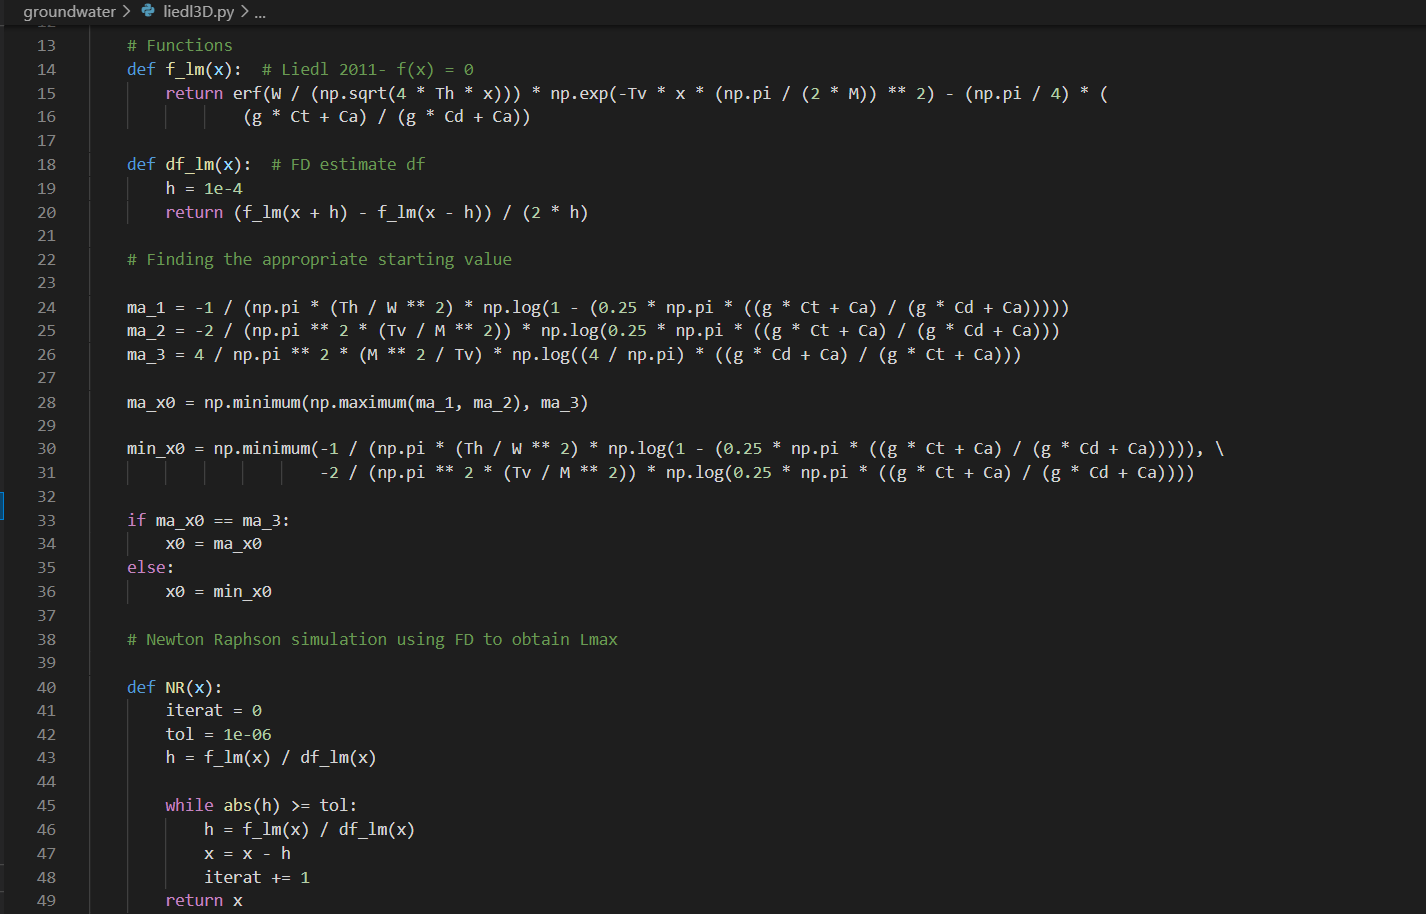 groundwater > liedl3D.py > ...
13 # Functions
14 def f_lm(x):  # Liedl 2011- f(x) = 0
15     return erf(W / (np.sqrt(4 * Th * x))) * np.exp(-Tv * x * (np.pi / (2 * M)) ** 2) - (np.pi / 4) * (
16             (g * Ct + Ca) / (g * Cd + Ca))
17
18 def df_lm(x):  # FD estimate df
19     h = 1e-4
20     return (f_lm(x + h) - f_lm(x - h)) / (2 * h)
21
22 # Finding the appropriate starting value
23
24 ma_1 = -1 / (np.pi * (Th / W ** 2) * np.log(1 - (0.25 * np.pi * ((g * Ct + Ca) / (g * Cd + Ca)))))
25 ma_2 = -2 / (np.pi ** 2 * (Tv / M ** 2)) * np.log(0.25 * np.pi * ((g * Ct + Ca) / (g * Cd + Ca)))
26 ma_3 = 4 / np.pi ** 2 * (M ** 2 / Tv) * np.log((4 / np.pi) * ((g * Cd + Ca) / (g * Ct + Ca)))
27
28 ma_x0 = np.minimum(np.maximum(ma_1, ma_2), ma_3)
29
30 min_x0 = np.minimum(-1 / (np.pi * (Th / W ** 2) * np.log(1 - (0.25 * np.pi * ((g * Ct + Ca) / (g * Cd + Ca))))), \
31                     -2 / (np.pi ** 2 * (Tv / M ** 2)) * np.log(0.25 * np.pi * ((g * Ct + Ca) / (g * Cd + Ca))))
32
33 if ma_x0 == ma_3:
34     x0 = ma_x0
35 else:
36     x0 = min_x0
37
38 # Newton Raphson simulation using FD to obtain Lmax
39
40 def NR(x):
41     iterat = 0
42     tol = 1e-06
43     h = f_lm(x) / df_lm(x)
44
45     while abs(h) >= tol:
46         h = f_lm(x) / df_lm(x)
47         x = x - h
48         iterat += 1
49     return x